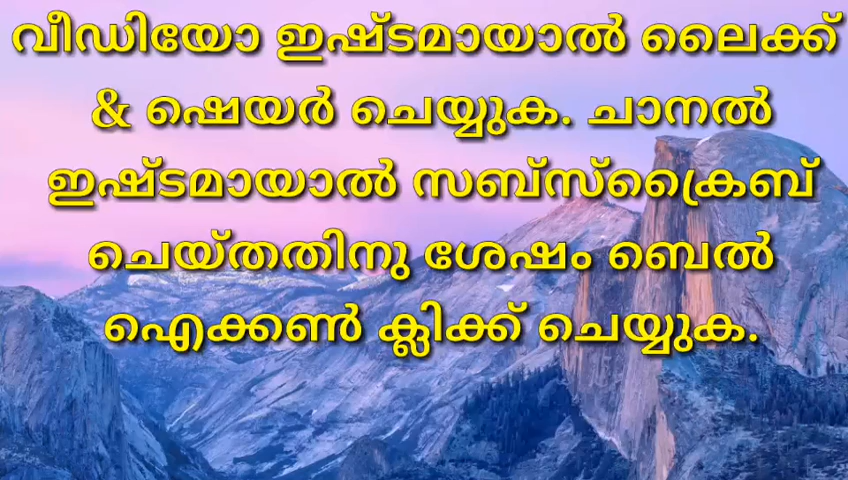 വീഡിയോ ഇഷ്ടമായാൽ ലൈക്ക്
& ഷെയർ ചെയ്യുക. ചാനൽ
ഇഷ്ടമായാൽ സബ്സ്ക്രൈബ്
ചെയ്തതിനു ശേഷം ബെൽ
ഐക്കൺ ക്ലിക്ക് ചെയ്യുക.